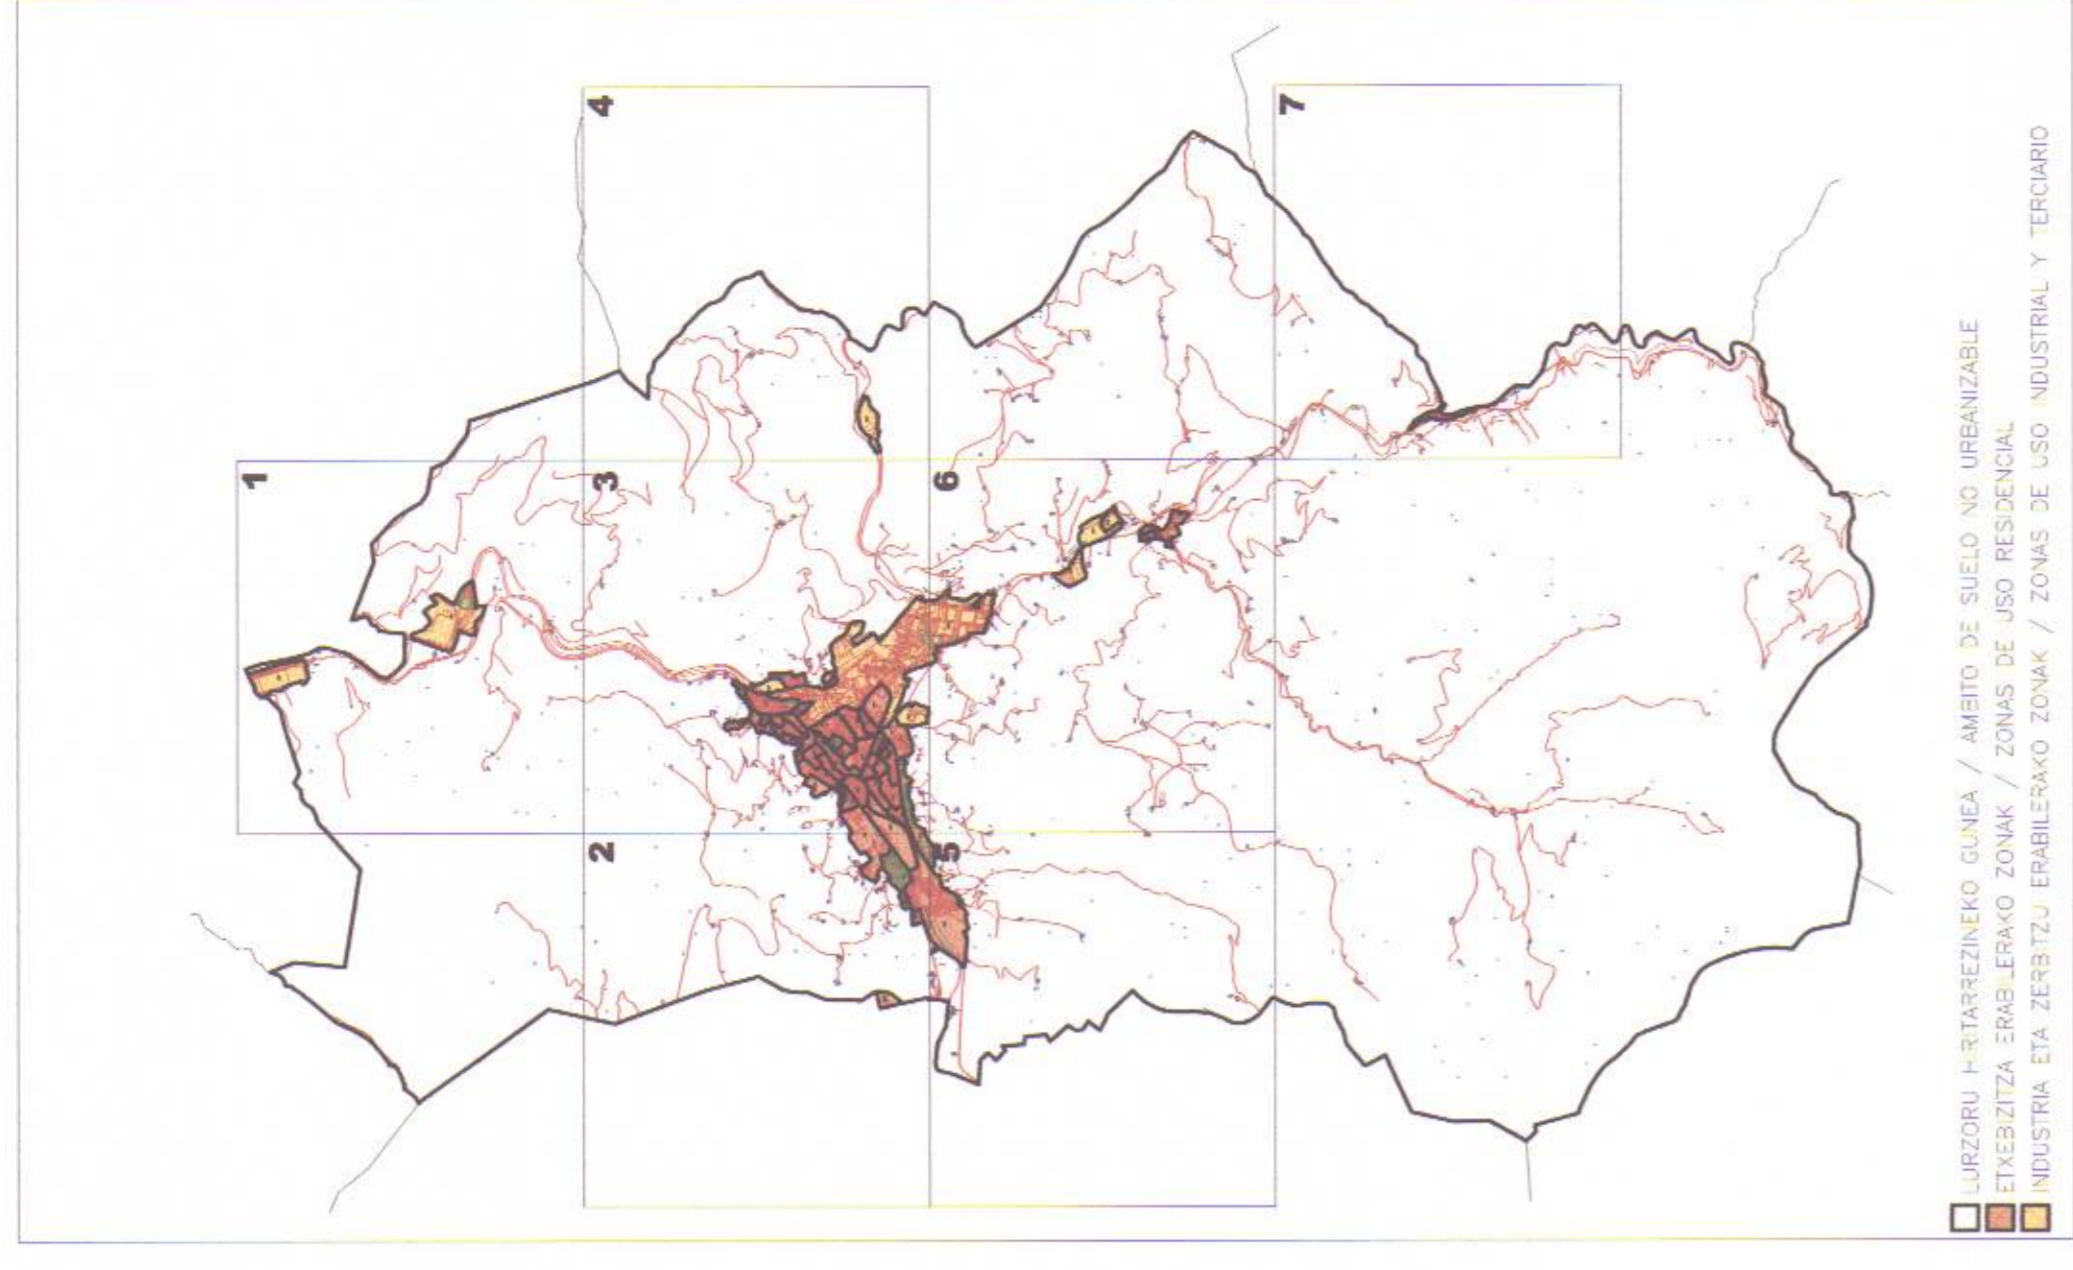 1
4
3
2
7
6
5
LURZORU HIRITARREZINEKO GUNEA / AMBITO DE SUELO NO URBANIZABLE
ETXEBIZITZA ERABILERAKO ZONAK / ZONAS DE USO RESIDENCIAL
INDUSTRIA ETA ZERBITZU ERABILERAKO ZONAK / ZONAS DE USO INDUSTRIAL Y TERCIARIO